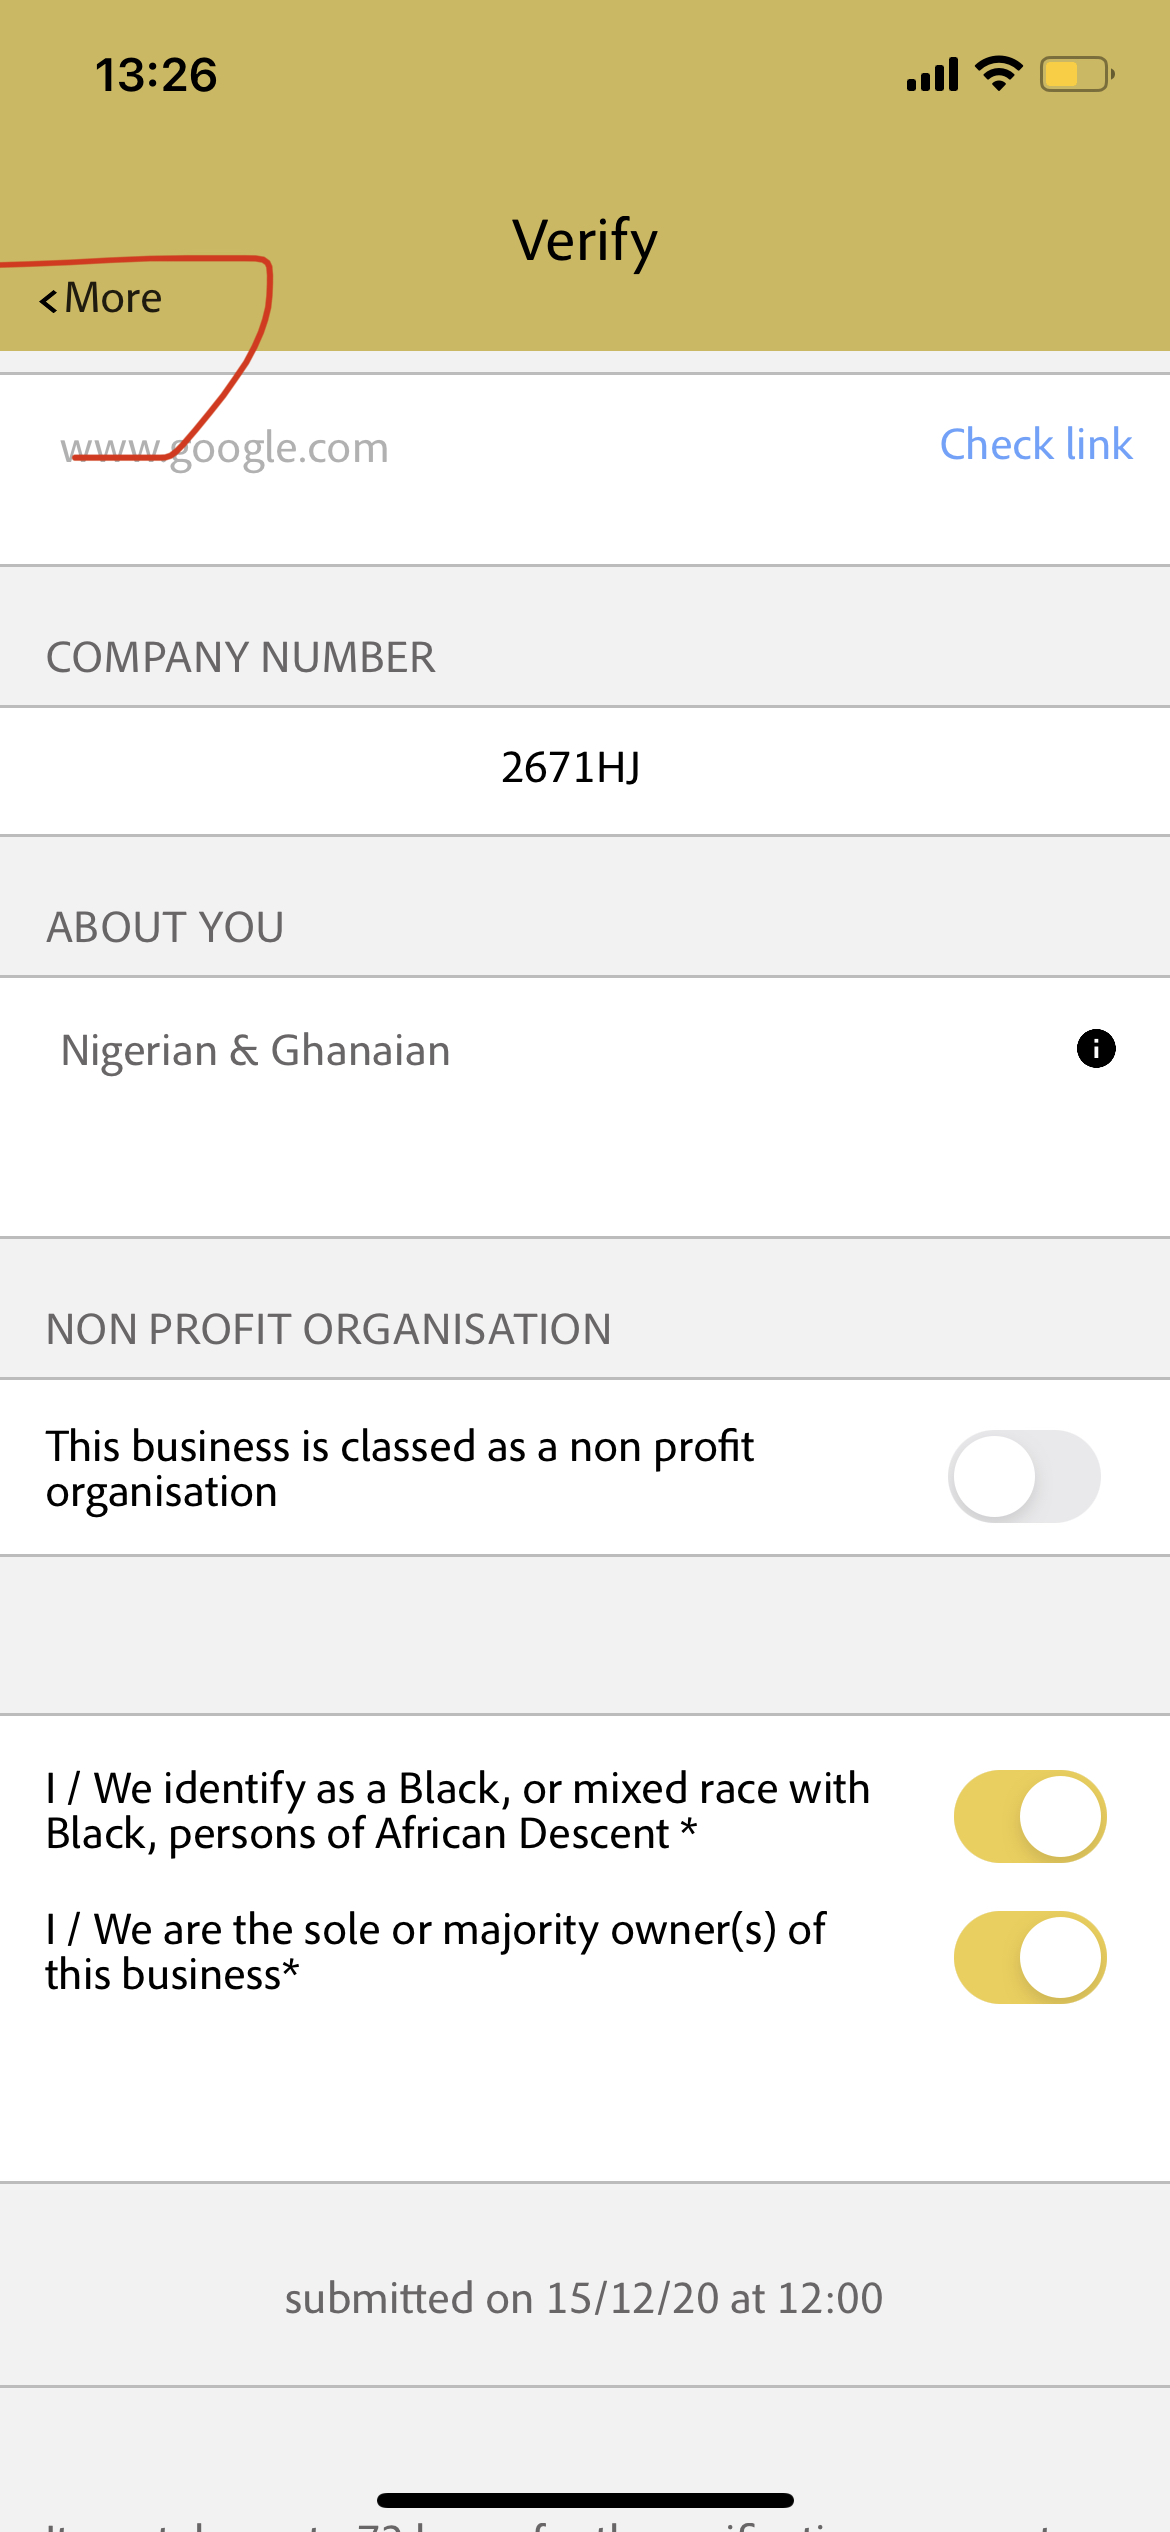 13:26
Verify
<More
www.google.com
Check link
COMPANY NUMBER
2671HJ
ABOUT YOU
Nigerian & Ghanaian
i
NON PROFIT ORGANISATION
This business is classed as a non profit
organisation
I / We identify as a Black, or mixed race with
Black, persons of African Descent *
I / We are the sole or majority owner(s) of
this business*
submitted on 15/12/20 at 12:00